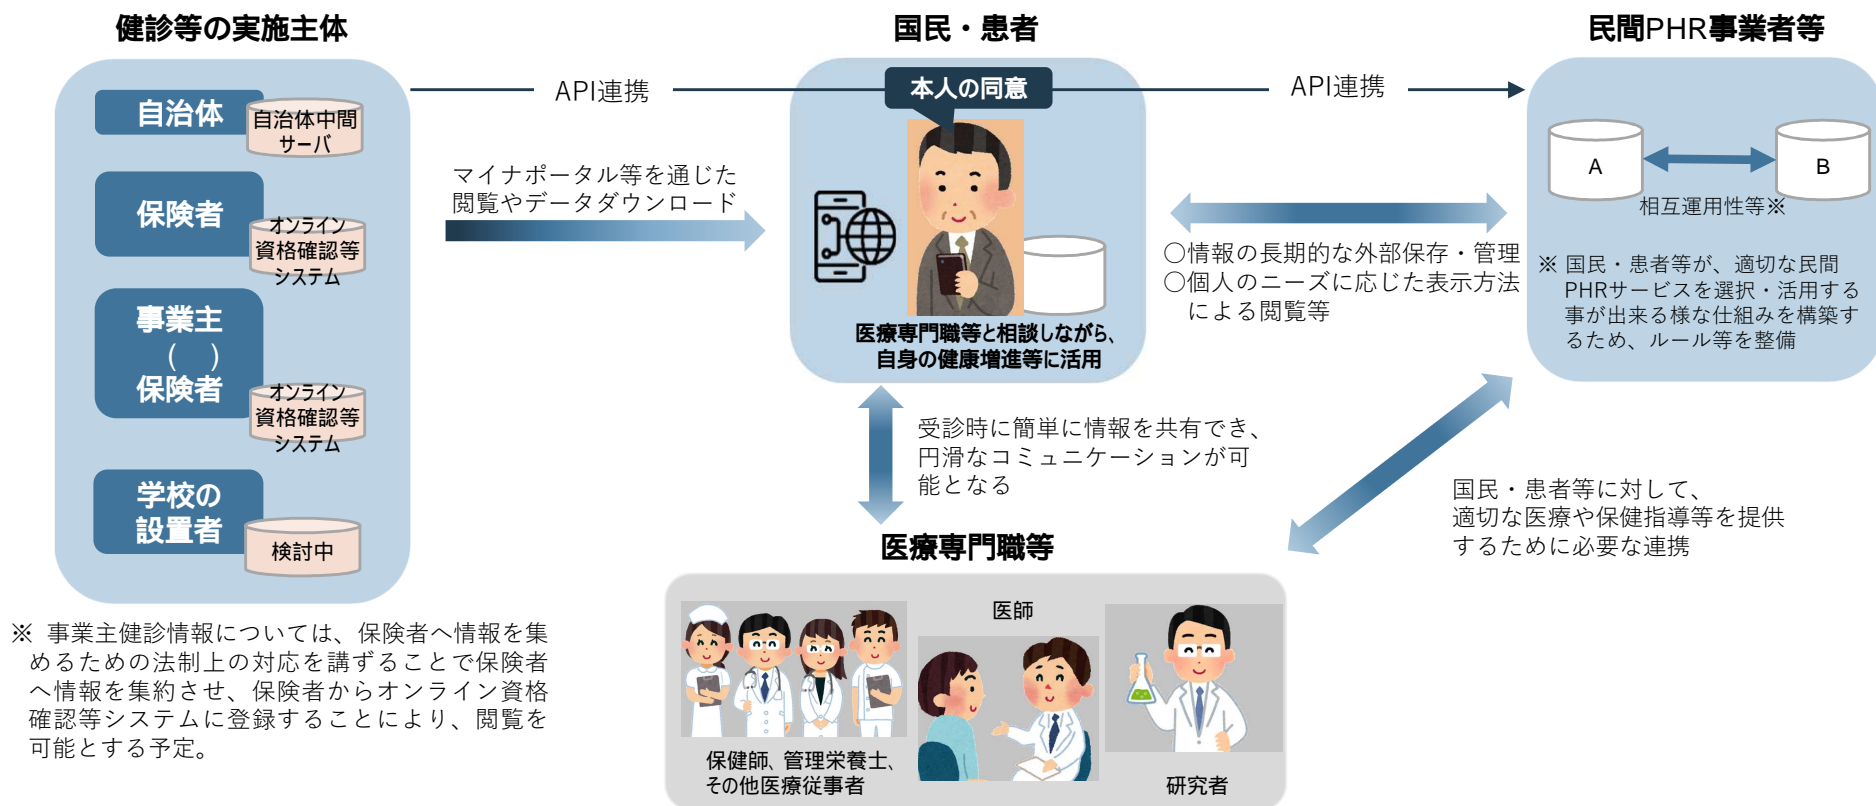 健診等の実施主体
自治体
自治体中間
サーバ
保険者
オンライン
資格確認等
システム
事業主
(　)
保険者
オンライン
資格確認等
システム
学校の
設置者
検討中
※ 事業主健診情報については、保険者へ情報を集
めるための法制上の対応を講ずることで保険者
へ情報を集約させ、保険者からオンライン資格
確認等システムに登録することにより、閲覧を
可能とする予定。
API連携
マイナポータル等を通じた
閲覧やデータダウンロード
国民・患者
本人の同意
医療専門職等と相談しながら、
自身の健康増進等に活用
API連携
○情報の長期的な外部保存・管理
○個人のニーズに応じた表示方法
による閲覧等
民間PHR事業者等
A
B
相互運用性等※
※ 国民・患者等が、適切な民間
PHRサービスを選択・活用する
事が出来る様な仕組みを構築す
るため、ルール等を整備
受診時に簡単に情報を共有でき、
円滑なコミュニケーションが可
能となる
国民・患者等に対して、
適切な医療や保健指導等を提供
するために必要な連携
医療専門職等
医師
保健師、管理栄養士、
その他医療従事者
研究者